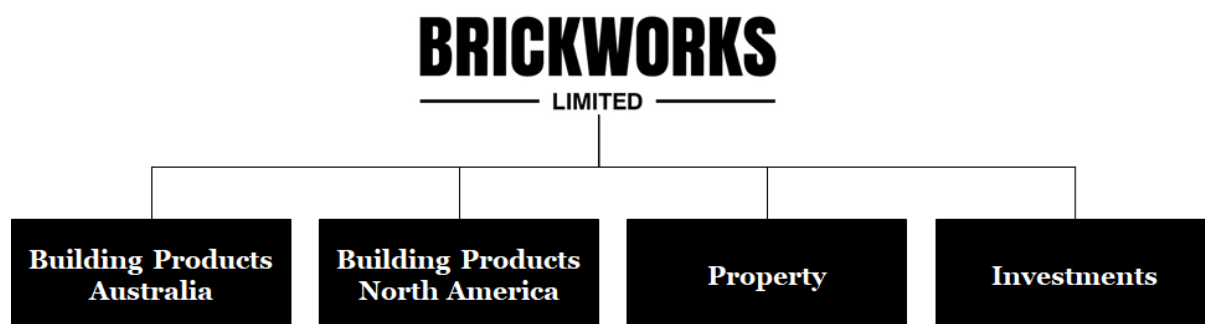 BRICKWORKS
LIMITED
Building Products
Australia
Building Products
North America
Property
Investments